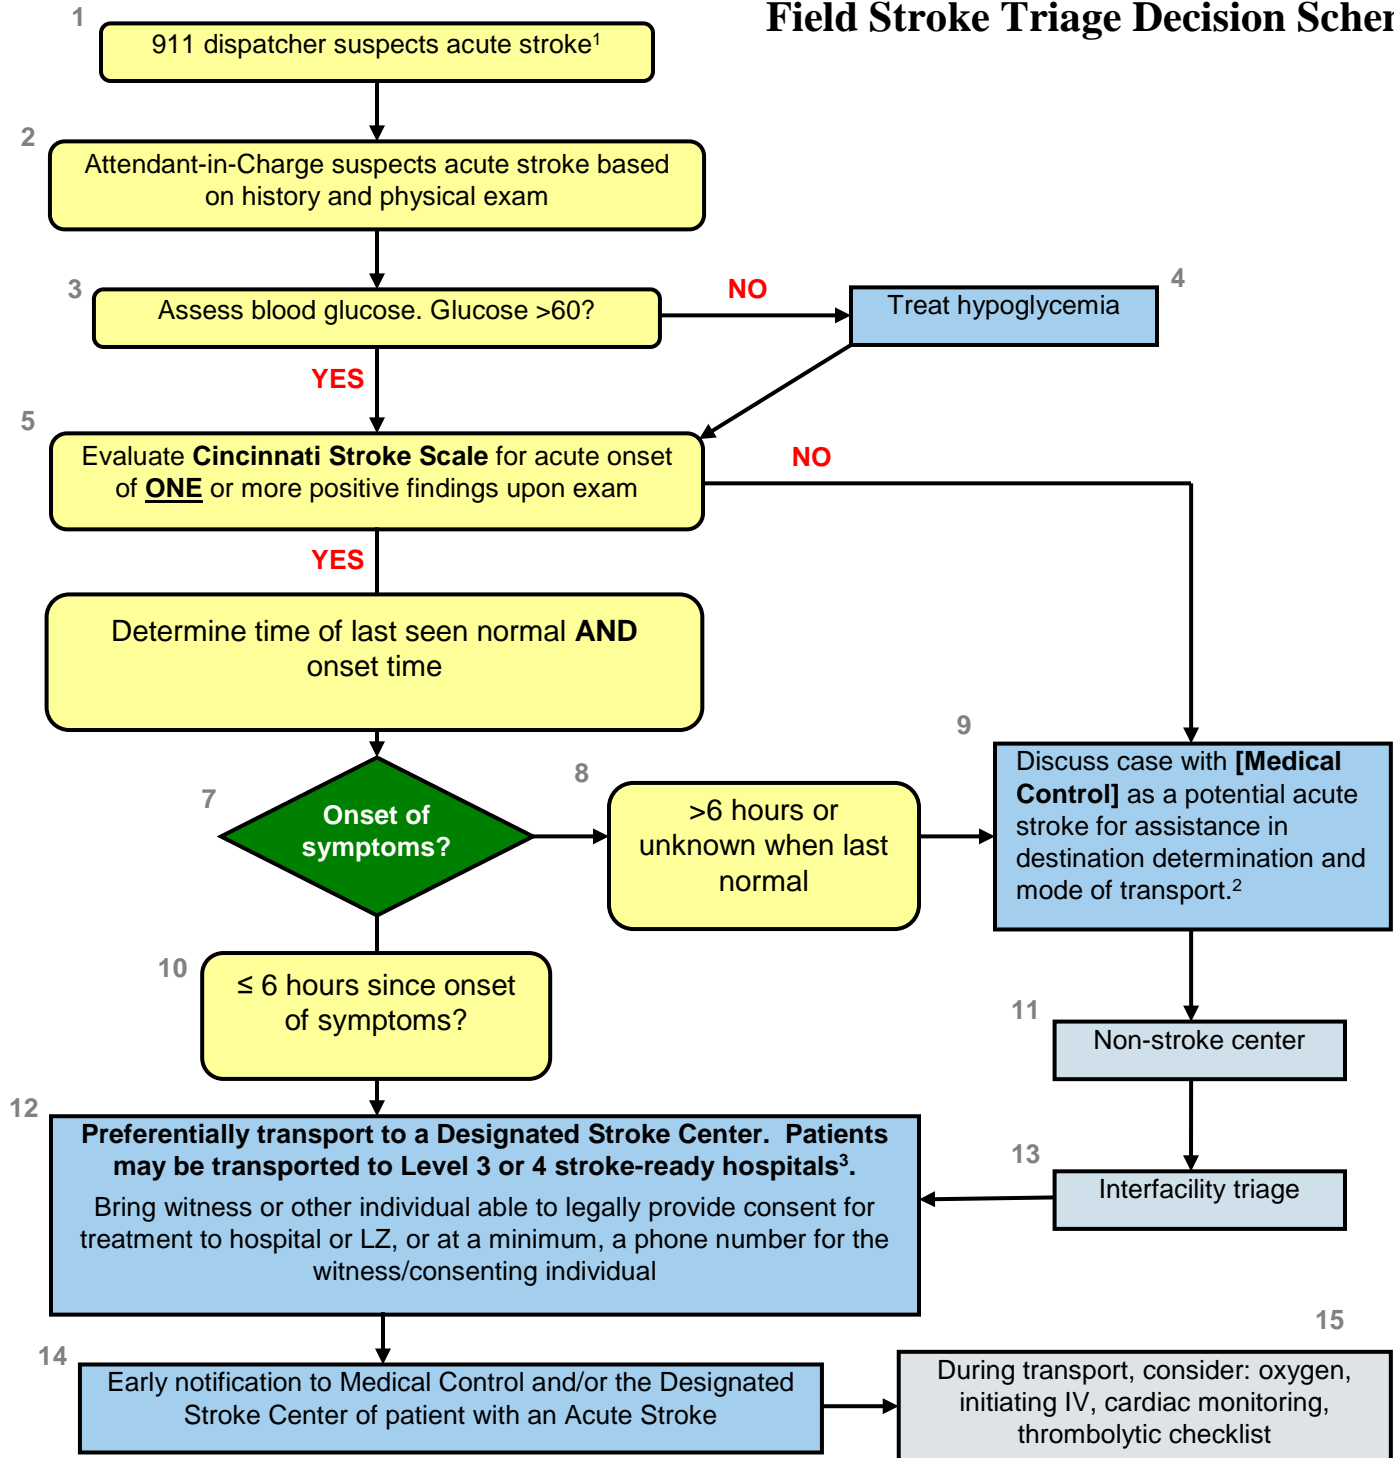 Field Stroke Triage Decision Schem
1
911 dispatcher suspects acute stroke¹
2
Attendant-in-Charge suspects acute stroke based
on history and physical exam
3
Assess blood glucose. Glucose >60?
NO
4
Treat hypoglycemia
YES
5
Evaluate Cincinnati Stroke Scale for acute onset
of ONE or more positive findings upon exam
NO
YES
Determine time of last seen normal AND
onset time
7
Onset of
symptoms?
8
>6 hours or
unknown when last
normal
9
Discuss case with [Medical
Control] as a potential acute
stroke for assistance in
destination determination and
mode of transport.²
10
≤ 6 hours since onset
of symptoms?
11
Non-stroke center
12
Preferentially transport to a Designated Stroke Center. Patients
may be transported to Level 3 or 4 stroke-ready hospitals³.
Bring witness or other individual able to legally provide consent for
treatment to hospital or LZ, or at a minimum, a phone number for the
witness/consenting individual
13
Interfacility triage
14
Early notification to Medical Control and/or the Designated
Stroke Center of patient with an Acute Stroke
15
During transport, consider: oxygen,
initiating IV, cardiac monitoring,
thrombolytic checklist